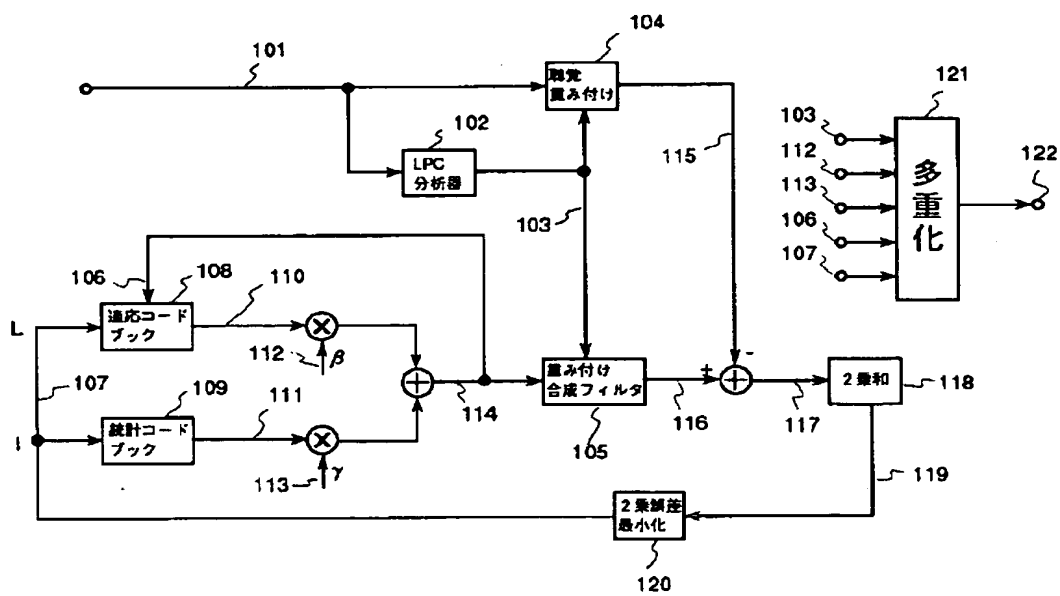 101
104
聴覚
重み付け
102
LPC
分析器
103
115
121
103
112
113
106
107
多重化
122
106
108
110
L
適応コード
ブック
112
β
107
109
111
I
統計コード
ブック
113
γ
114
重み付け
合成フィルタ
105
116
+
-
117
2乗和
118
119
2乗誤差
最小化
120